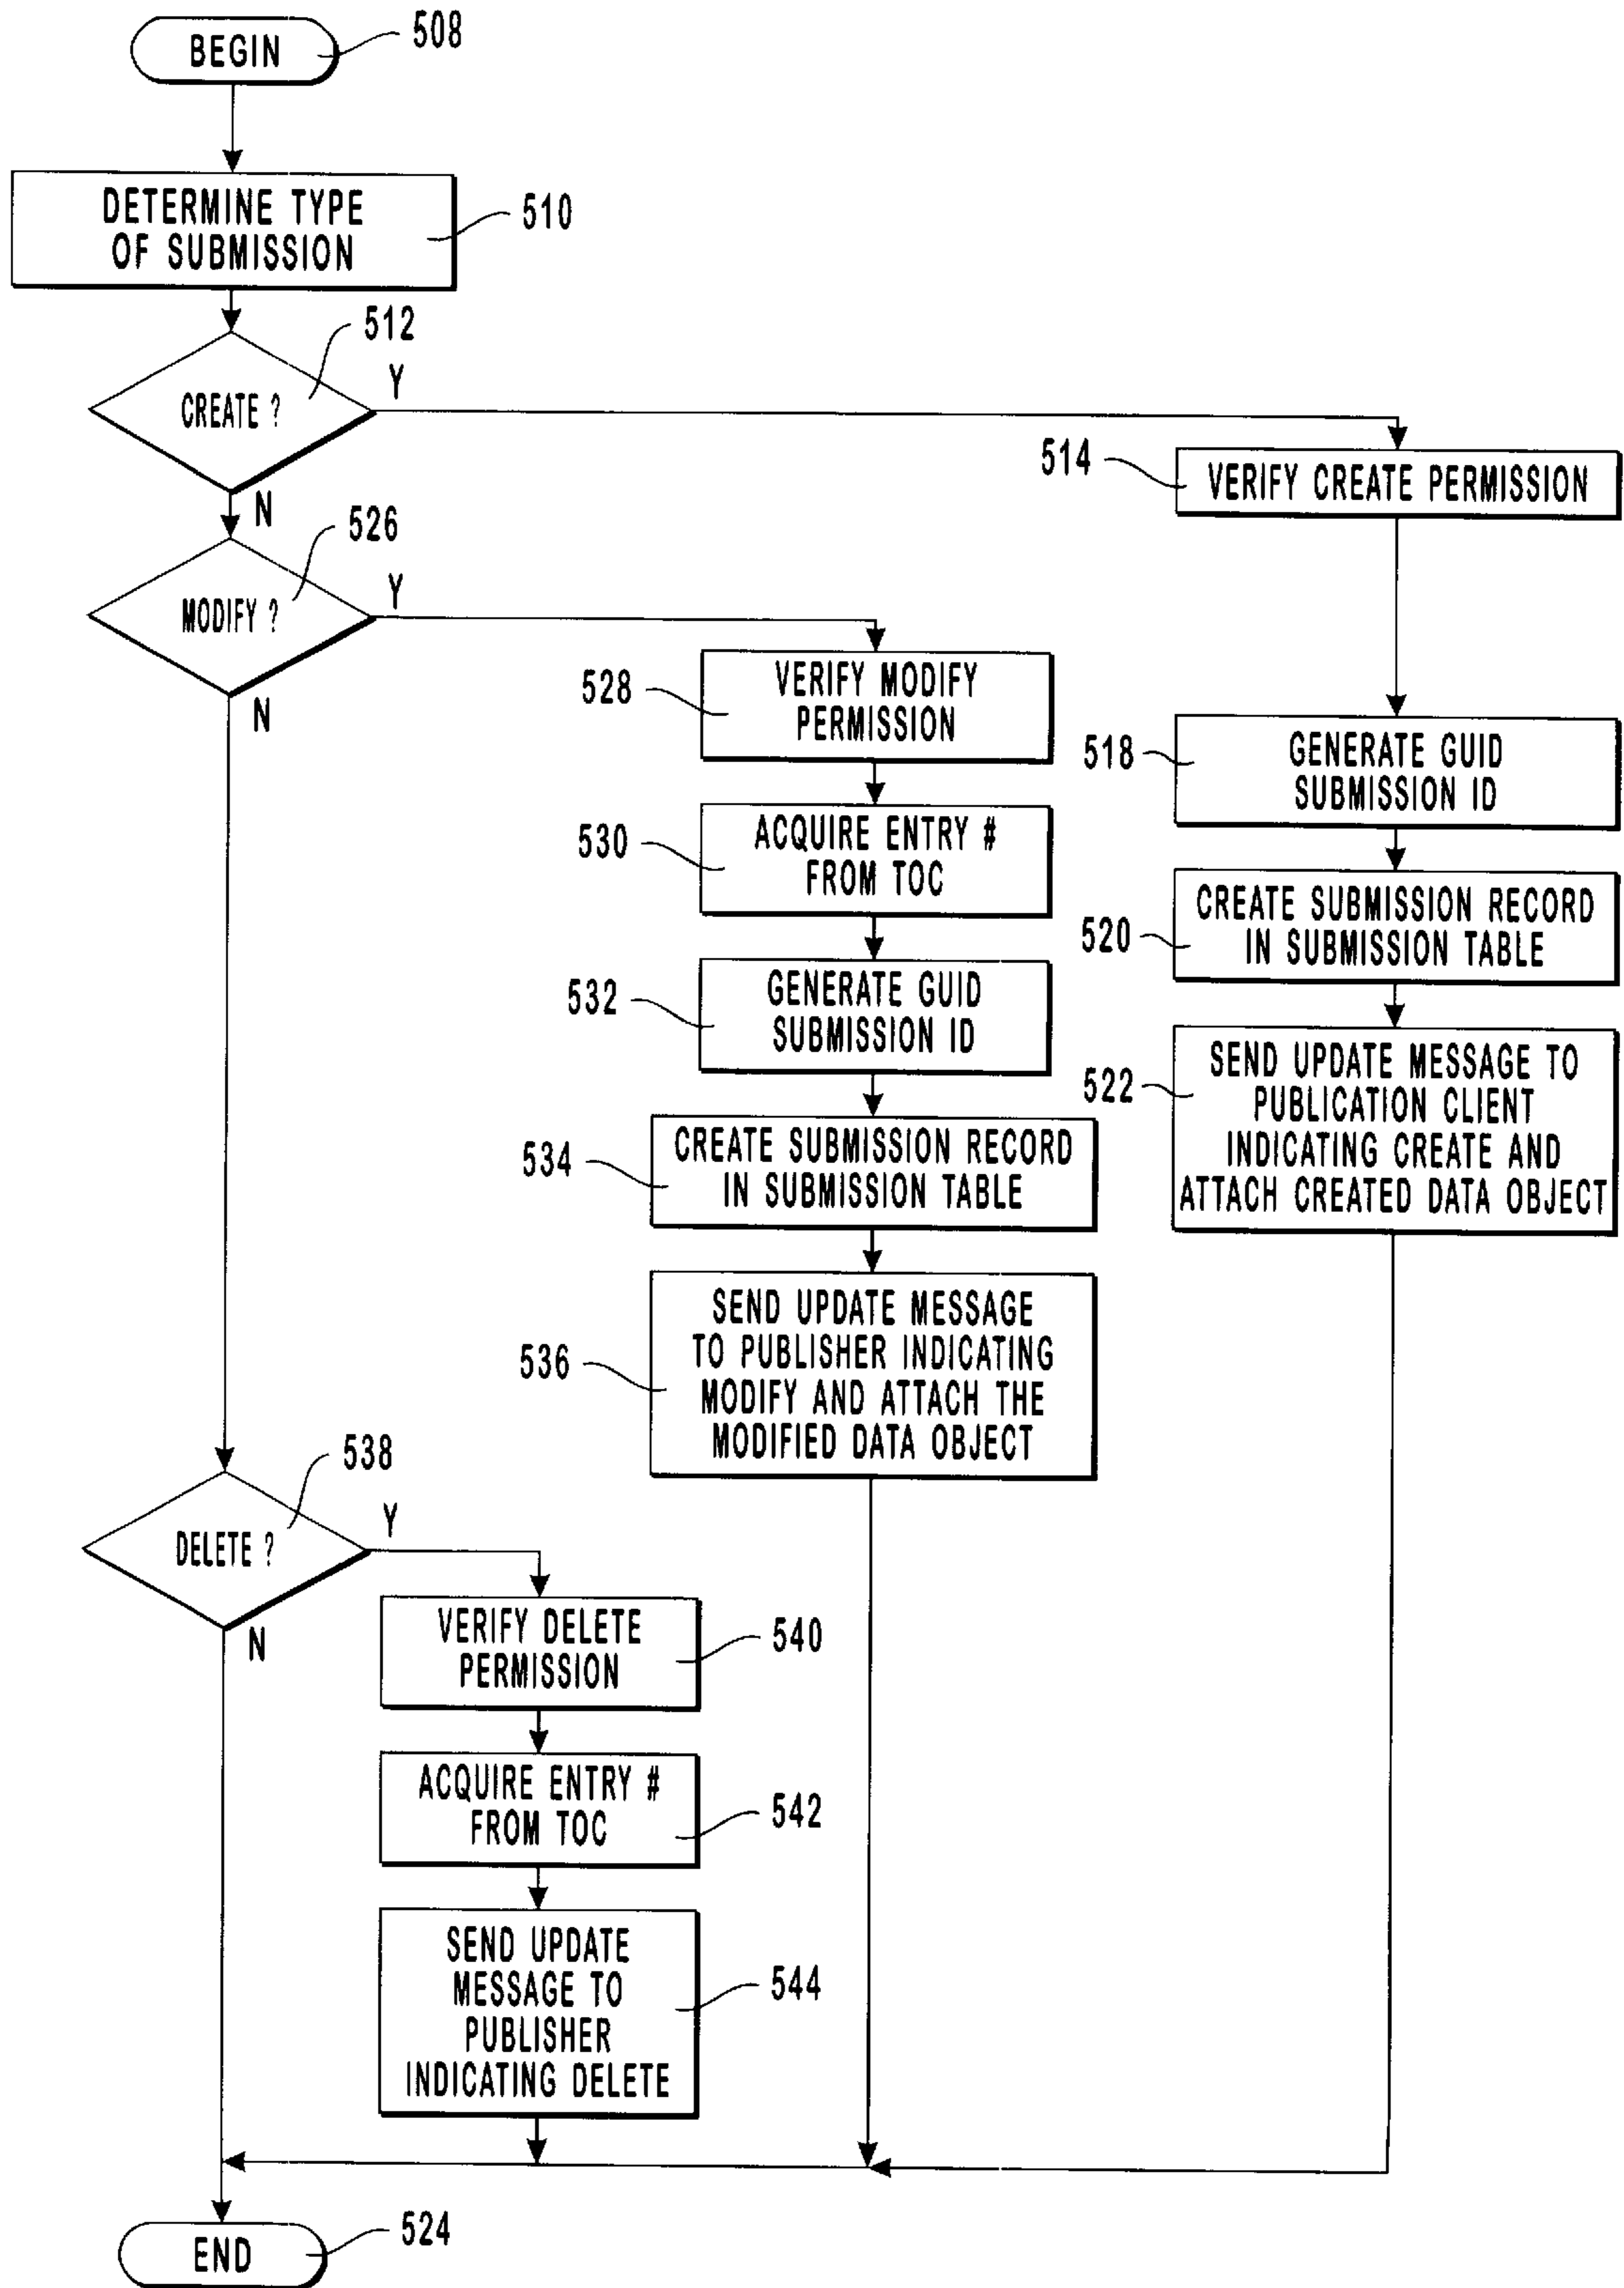 BEGIN
508
DETERMINE TYPE
OF SUBMISSION
510
512
CREATE ?
Y
N
514
VERIFY CREATE PERMISSION
526
MODIFY ?
Y
N
528
VERIFY MODIFY
PERMISSION
518
GENERATE GUID
SUBMISSION ID
530
ACQUIRE ENTRY #
FROM TOC
520
CREATE SUBMISSION RECORD
IN SUBMISSION TABLE
532
GENERATE GUID
SUBMISSION ID
522
SEND UPDATE MESSAGE TO
PUBLICATION CLIENT
INDICATING CREATE AND
ATTACH CREATED DATA OBJECT
534
CREATE SUBMISSION RECORD
IN SUBMISSION TABLE
536
SEND UPDATE MESSAGE
TO PUBLISHER INDICATING
MODIFY AND ATTACH THE
MODIFIED DATA OBJECT
538
DELETE ?
Y
N
VERIFY DELETE
PERMISSION
540
ACQUIRE ENTRY #
FROM TOC
542
SEND UPDATE
MESSAGE TO
PUBLISHER
INDICATING DELETE
544
END
524